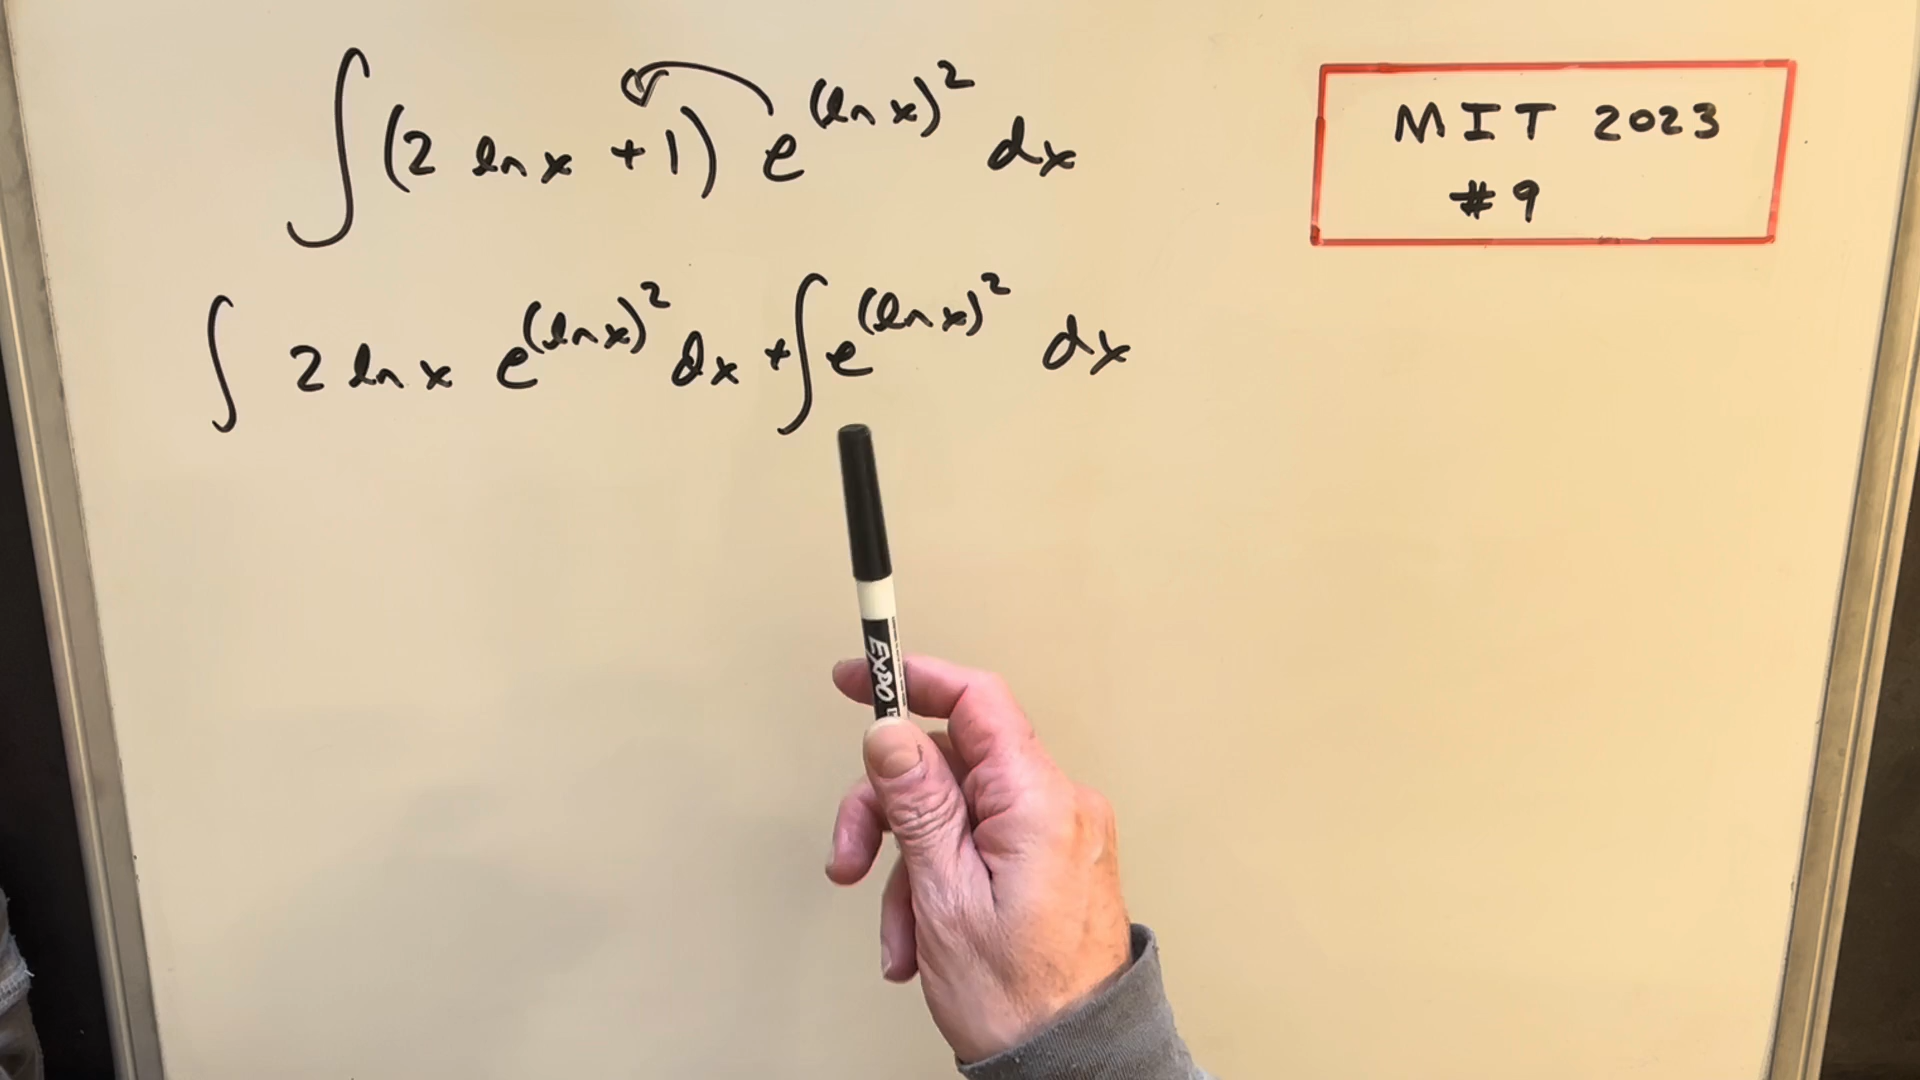 ∫(2 ln x + 1) e^(ln x)^2 dx
MIT 2023
#9
∫ 2 ln x e^(ln x)^2 dx + ∫ e^(ln x)^2 dx
EXPO